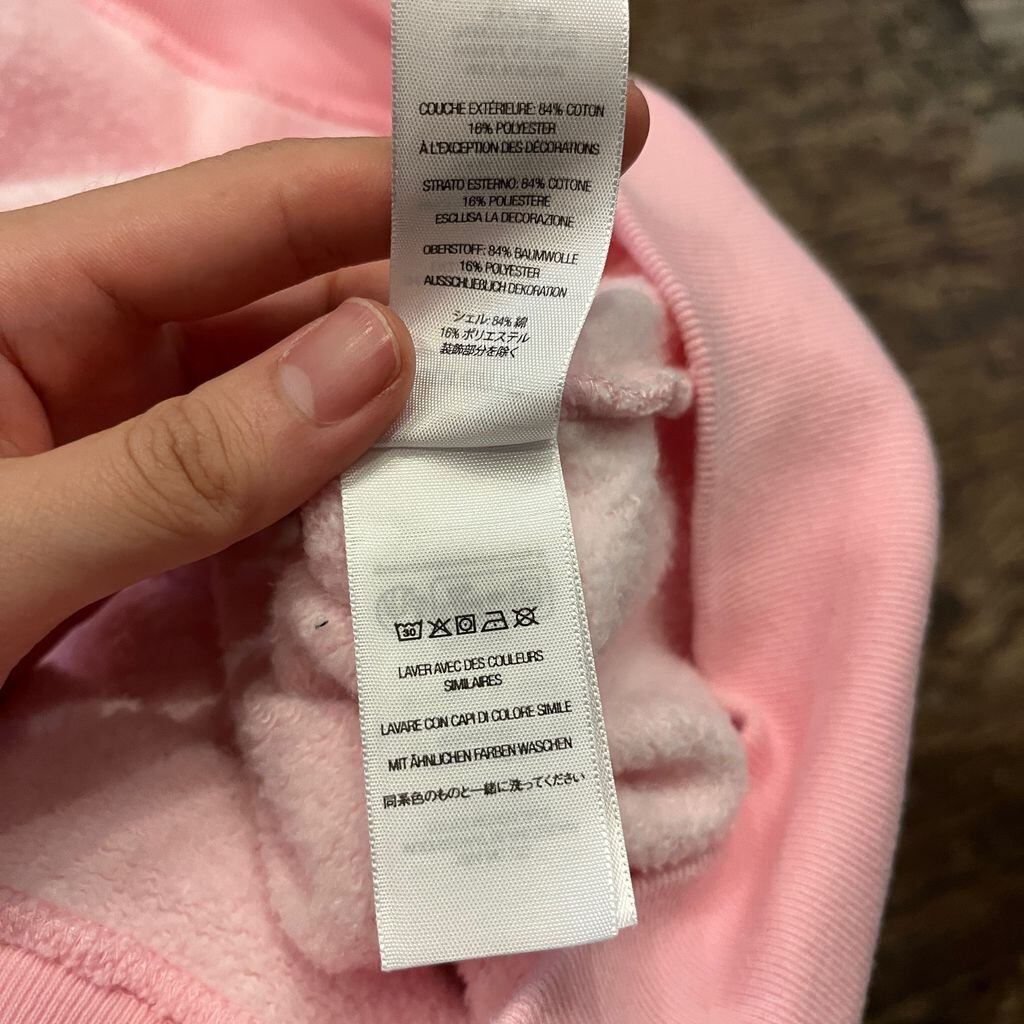 COUCHE EXTÉRIEURE: 84% COTON
16% POLYESTER
À L'EXCEPTION DES DÉCORATIONS
STRATO ESTERNO: 84% COTONE
16% POLIESTERE
ESCLUSA LA DECORAZIONE
OBERSTOFF: 84% BAUMWOLLE
16% POLYESTER
AUSSCHLIEßLICH DEKORATION
シェル: 84% 綿
16% ポリエステル
装飾部分を除く
30
LAVER AVEC DES COULEURS
SIMILAIRES
LAVARE CON CAPI DI COLORE SIMILE
MIT ÄHNLICHEN FARBEN WASCHEN
同系色のものと一緒に洗ってください